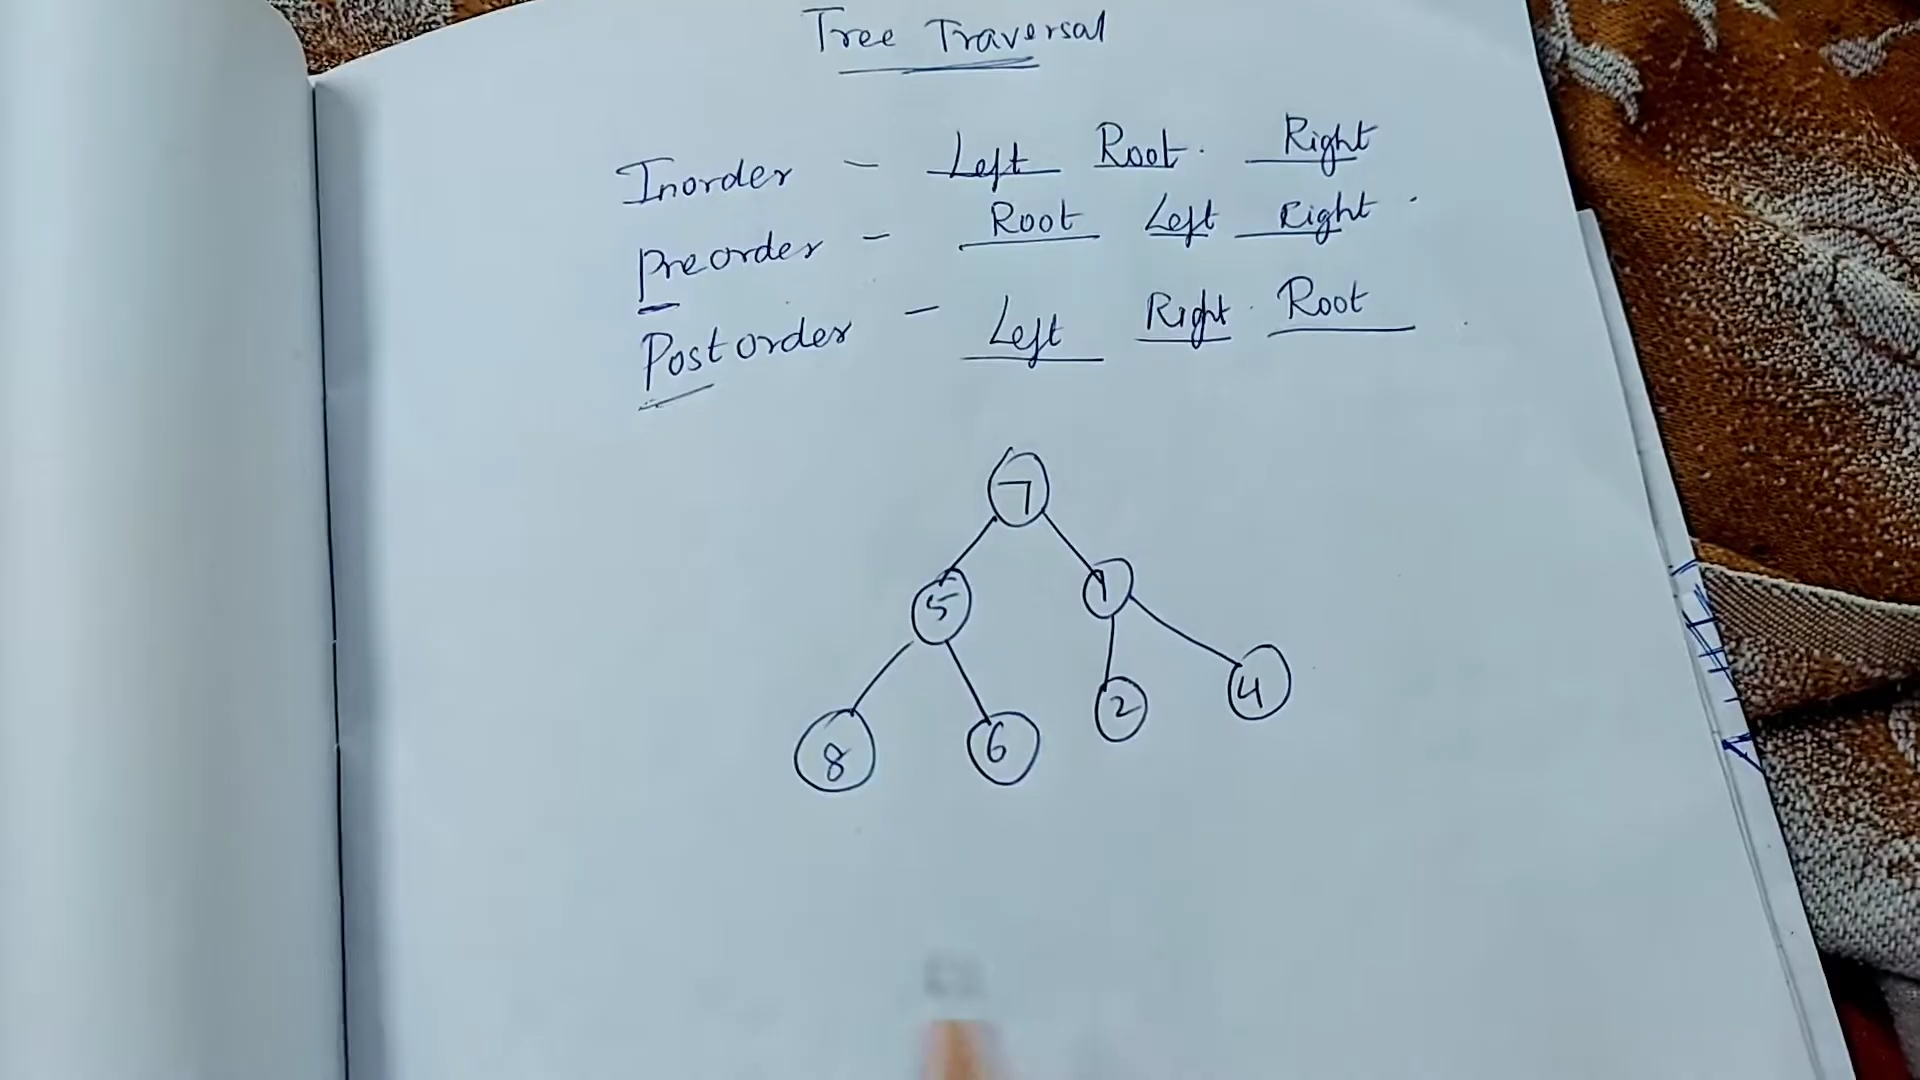 Tree Traversal
Inorder - Left Root. Right
Preorder - Root Left Right.
Postorder - Left Right. Root
7
5 1
8 6 2 4